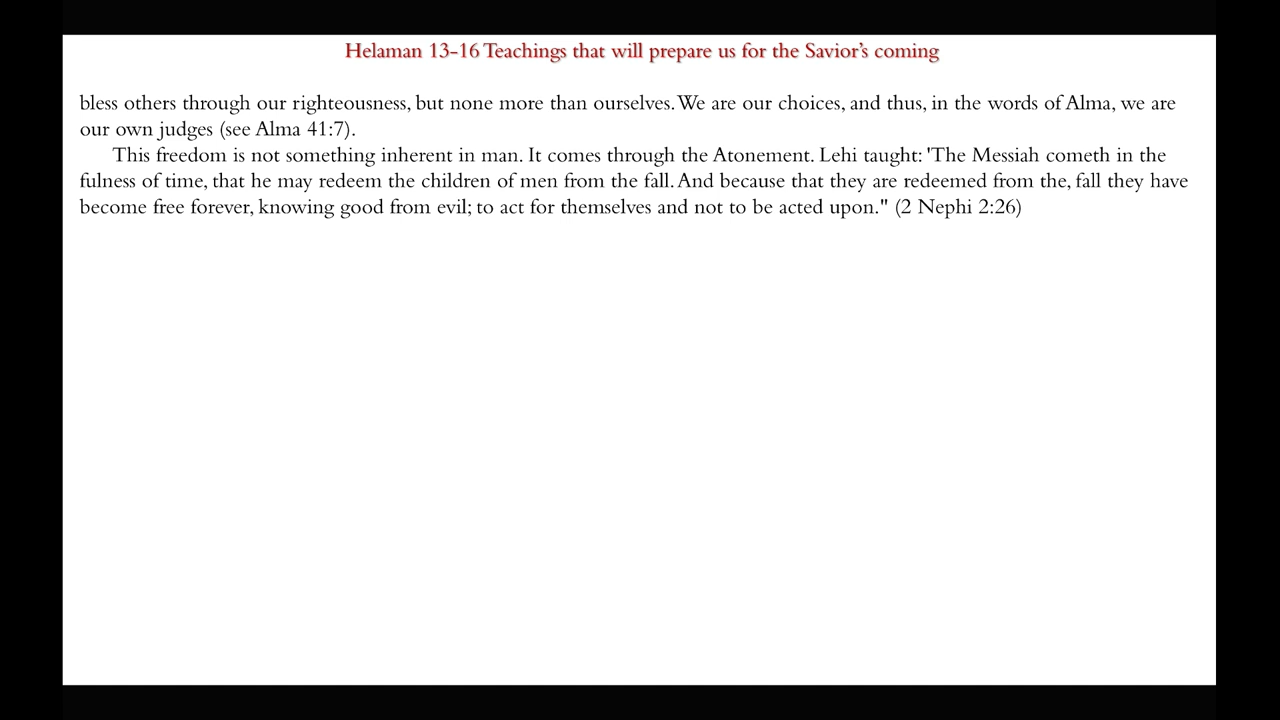 Helaman 13-16 Teachings that will prepare us for the Savior's coming
bless others through our righteousness, but none more than ourselves. We are our choices, and thus, in the words of Alma, we are
our own judges (see Alma 41:7).
This freedom is not something inherent in man. It comes through the Atonement. Lehi taught: 'The Messiah cometh in the
fulness of time, that he may redeem the children of men from the fall. And because that they are redeemed from the, fall they have
become free forever, knowing good from evil; to act for themselves and not to be acted upon." (2 Nephi 2:26)